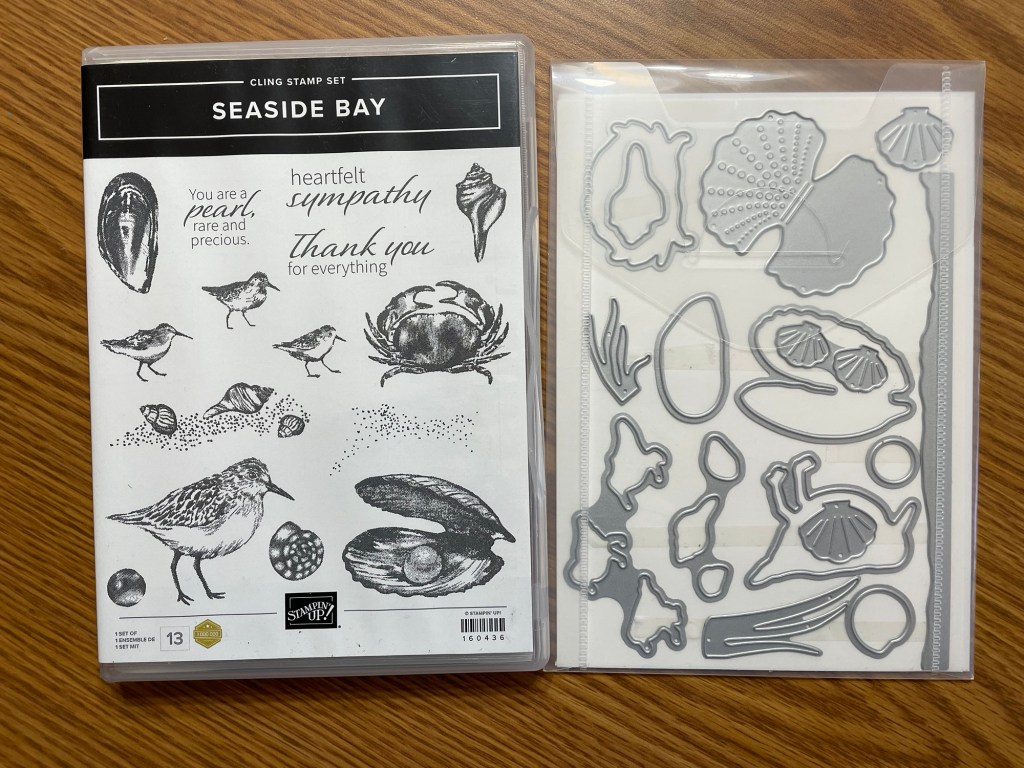 CLING STAMP SET
SEASIDE BAY
You are a
pearl,
rare and
precious.
heartfelt
sympathy
Thank you
for everything
STAMPIN' UP!
© STAMPIN' UP!
160436
1 SET OF
1 ENSEMBLE DE
1 SET MIT
13